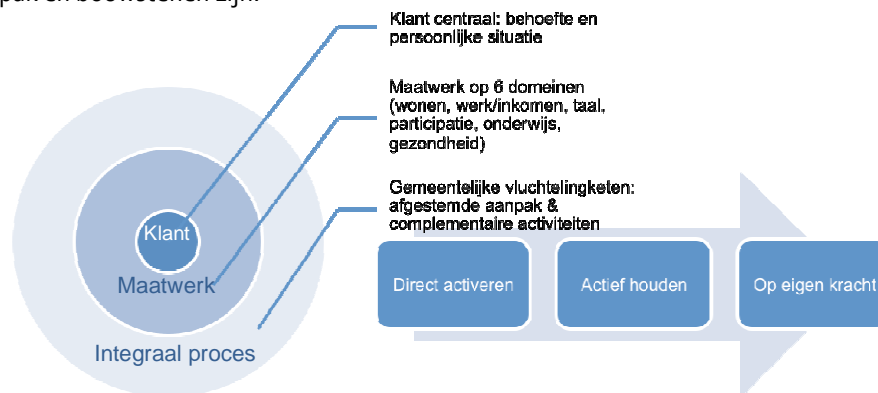 Klant centraal: behoefte en
persoonlijke situatie
Maatwerk op 6 domeinen
(wonen, werk/inkomen, taal,
participatie, onderwijs,
gezondheid)
Gemeentelijke vluchtelingketen:
afgestemde aanpak &
complementaire activiteiten
Klant
Maatwerk
Integraal proces
Direct activeren
Actief houden
Op eigen kracht